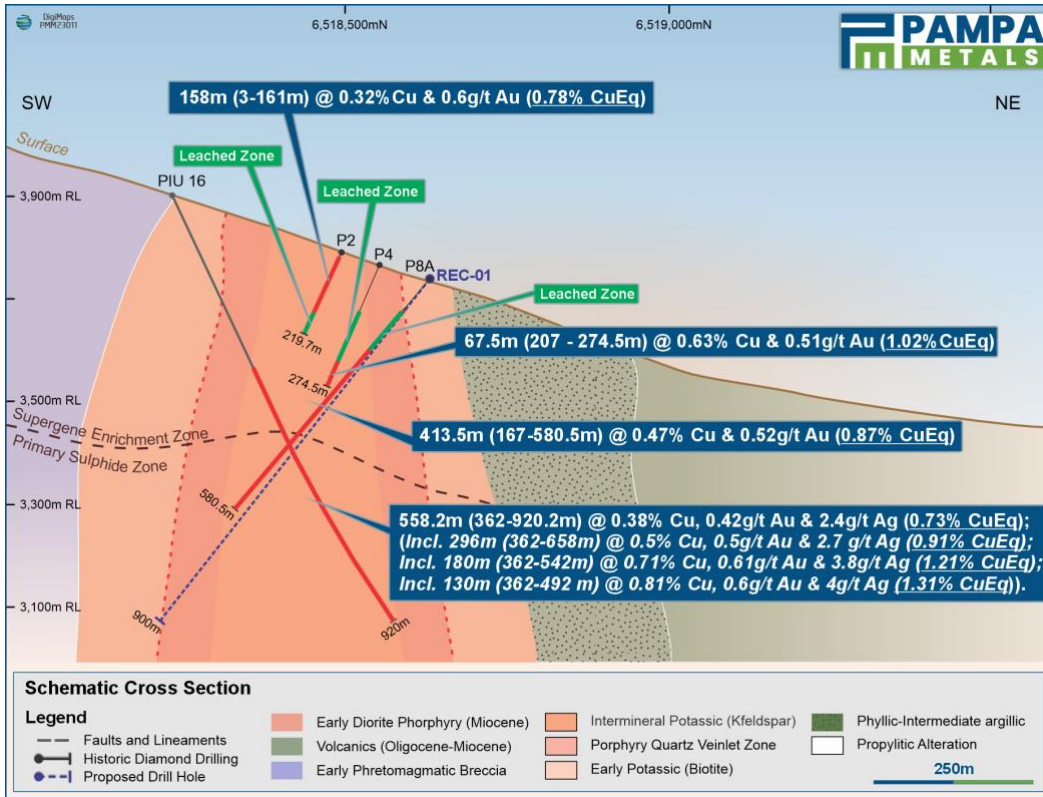 DigiMaps
PMM23011
6,518,500mN
6,519,000mN
PAMPA
METALS
SW
NE
158m (3-161m) @ 0.32% Cu & 0.6g/t Au (0.78% CuEq)
Surface
Leached Zone
PIU 16
Leached Zone
3,900m RL
P2
P4
P8A
REC-01
Leached Zone
219.7m
67.5m (207 - 274.5m) @ 0.63% Cu & 0.51g/t Au (1.02%CuEq)
274.5m
3,500m RL
Supergene Enrichment Zone
413.5m (167-580.5m) @ 0.47% Cu & 0.52g/t Au (0.87% CuEq)
Primary Sulphide Zone
580.5m
3,300m RL
558.2m (362-920.2m) @ 0.38% Cu, 0.42g/t Au & 2.4g/t Ag (0.73% CuEq);
(Incl. 296m (362-658m) @ 0.5% Cu, 0.5g/t Au & 2.7 g/t Ag (0.91% CuEq);
Incl. 180m (362-542m) @ 0.71% Cu, 0.61g/t Au & 3.8g/t Ag (1.21% CuEq);
Incl. 130m (362-492 m) @ 0.81% Cu, 0.6g/t Au & 4g/t Ag (1.31% CuEq)).
3,100m RL
900m
920m
Schematic Cross Section
Legend
Faults and Lineaments
Historic Diamond Drilling
Proposed Drill Hole
Early Diorite Phorphyry (Miocene)
Volcanics (Oligocene-Miocene)
Early Phretomagmatic Breccia
Intermineral Potassic (Kfeldspar)
Porphyry Quartz Veinlet Zone
Early Potassic (Biotite)
Phyllic-Intermediate argillic
Propylitic Alteration
250m